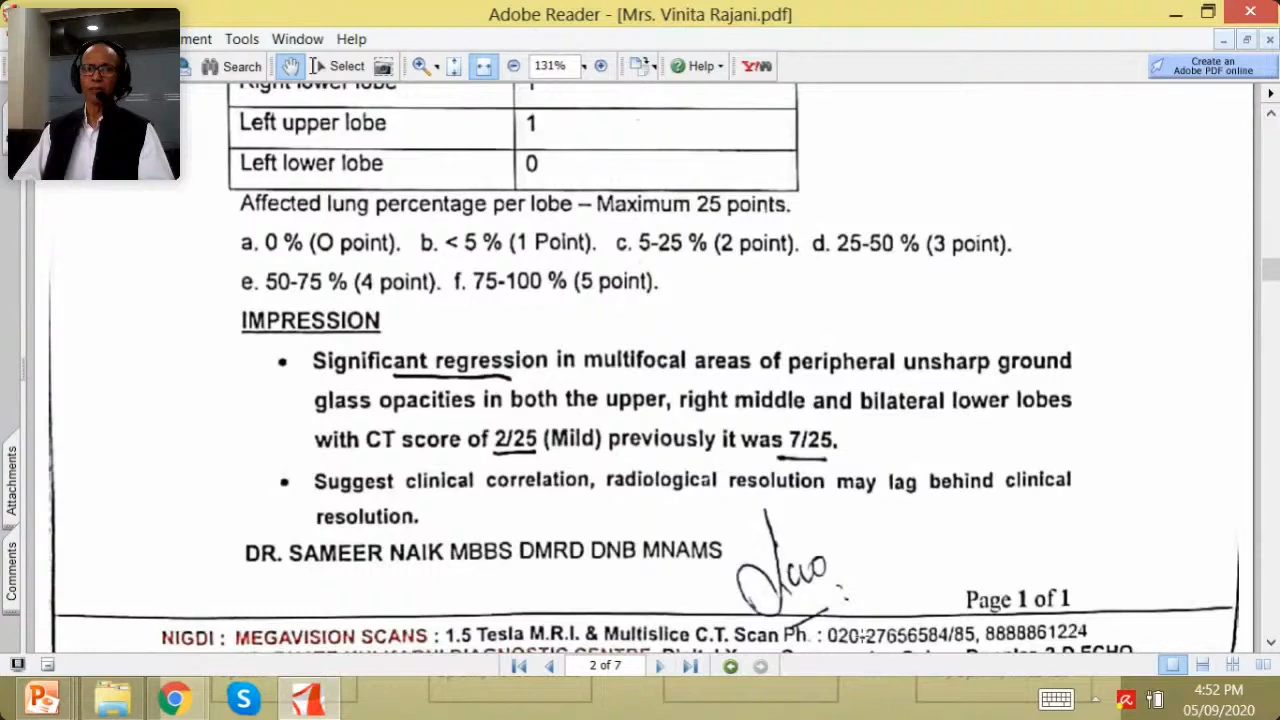 Adobe Reader - [Mrs. Vinita Rajani.pdf]
ment Tools Window Help
Search Select 131% Help Y! Create an Adobe PDF online
Right lower lobe 1
Left upper lobe 1
Left lower lobe 0
Affected lung percentage per lobe – Maximum 25 points.
a. 0 % (O point). b. < 5 % (1 Point). c. 5-25 % (2 point). d. 25-50 % (3 point).
e. 50-75 % (4 point). f. 75-100 % (5 point).
IMPRESSION
• Significant regression in multifocal areas of peripheral unsharp ground
glass opacities in both the upper, right middle and bilateral lower lobes
with CT score of 2/25 (Mild) previously it was 7/25.
• Suggest clinical correlation, radiological resolution may lag behind clinical
resolution.
DR. SAMEER NAIK MBBS DMRD DNB MNAMS
Page 1 of 1
NIGDI : MEGAVISION SCANS : 1.5 Tesla M.R.I. & Multislice C.T. Scan Ph. : 020-27656584/85, 8888861224
Attachments
Comments
2 of 7
4:52 PM
05/09/2020